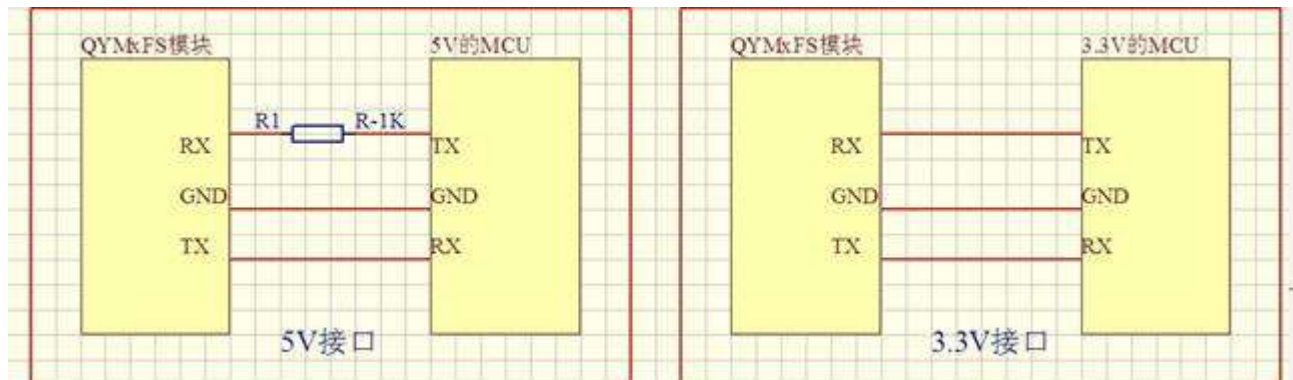 QYMxFS模块
5V的MCU
R1
R-1K
RX
TX
GND
GND
TX
RX
5V接口
QYMxFS模块
3.3V的MCU
RX
TX
GND
GND
TX
RX
3.3V接口